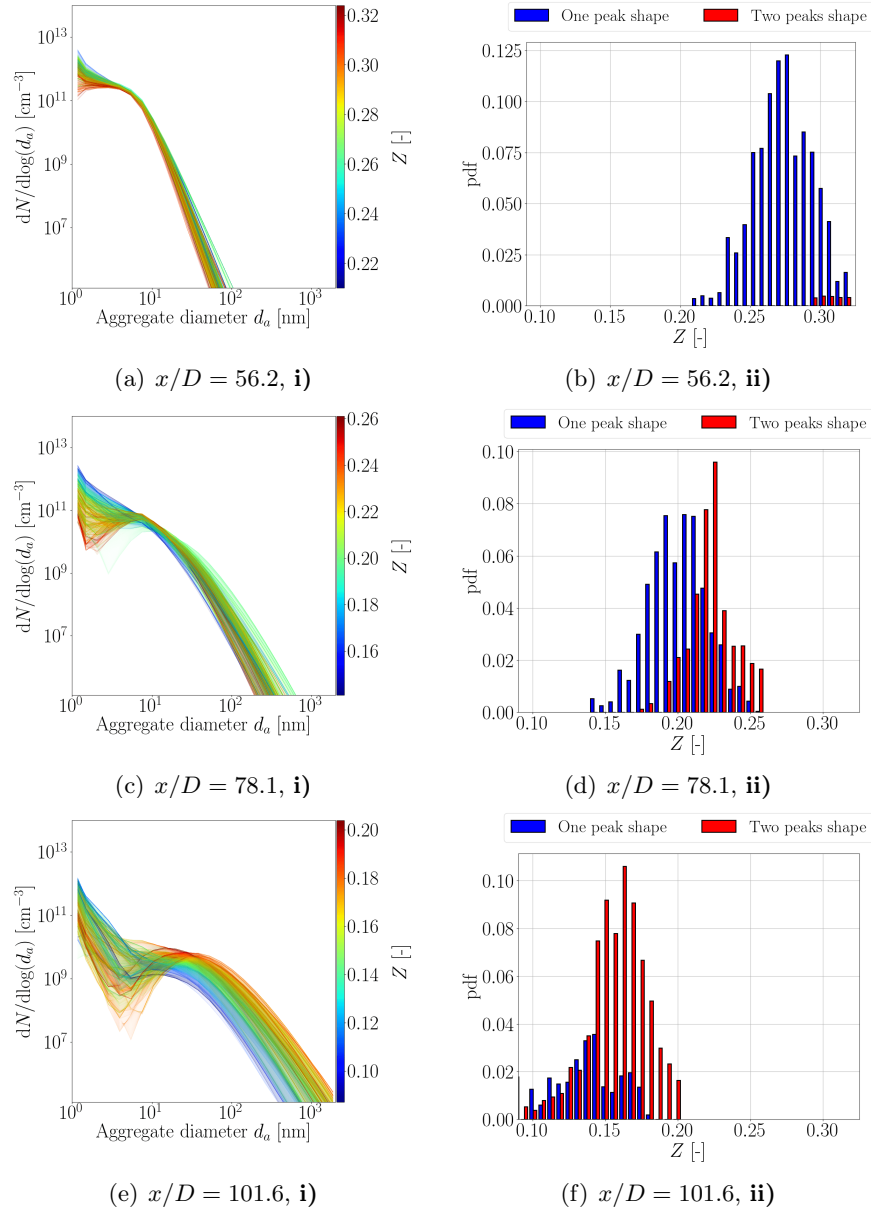 10^13
10^11
10^9
10^7
dN/dlog(d_a) [cm^−3]
10^0 10^1 10^2 10^3
Aggregate diameter d_a [nm]
0.32
0.30
0.28
0.26
0.24
0.22
Z [-]
(a) x/D = 56.2, i)
One peak shape Two peaks shape
0.125
0.100
0.075
0.050
0.025
0.000
pdf
0.10 0.15 0.20 0.25 0.30
Z [-]
(b) x/D = 56.2, ii)
10^13
10^11
10^9
10^7
dN/dlog(d_a) [cm^−3]
10^0 10^1 10^2 10^3
Aggregate diameter d_a [nm]
0.26
0.24
0.22
0.20
0.18
0.16
Z [-]
(c) x/D = 78.1, i)
One peak shape Two peaks shape
0.10
0.08
0.06
0.04
0.02
0.00
pdf
0.10 0.15 0.20 0.25 0.30
Z [-]
(d) x/D = 78.1, ii)
10^13
10^11
10^9
10^7
dN/dlog(d_a) [cm^−3]
10^0 10^1 10^2 10^3
Aggregate diameter d_a [nm]
0.20
0.18
0.16
0.14
0.12
0.10
Z [-]
(e) x/D = 101.6, i)
One peak shape Two peaks shape
0.10
0.08
0.06
0.04
0.02
0.00
pdf
0.10 0.15 0.20 0.25 0.30
Z [-]
(f) x/D = 101.6, ii)